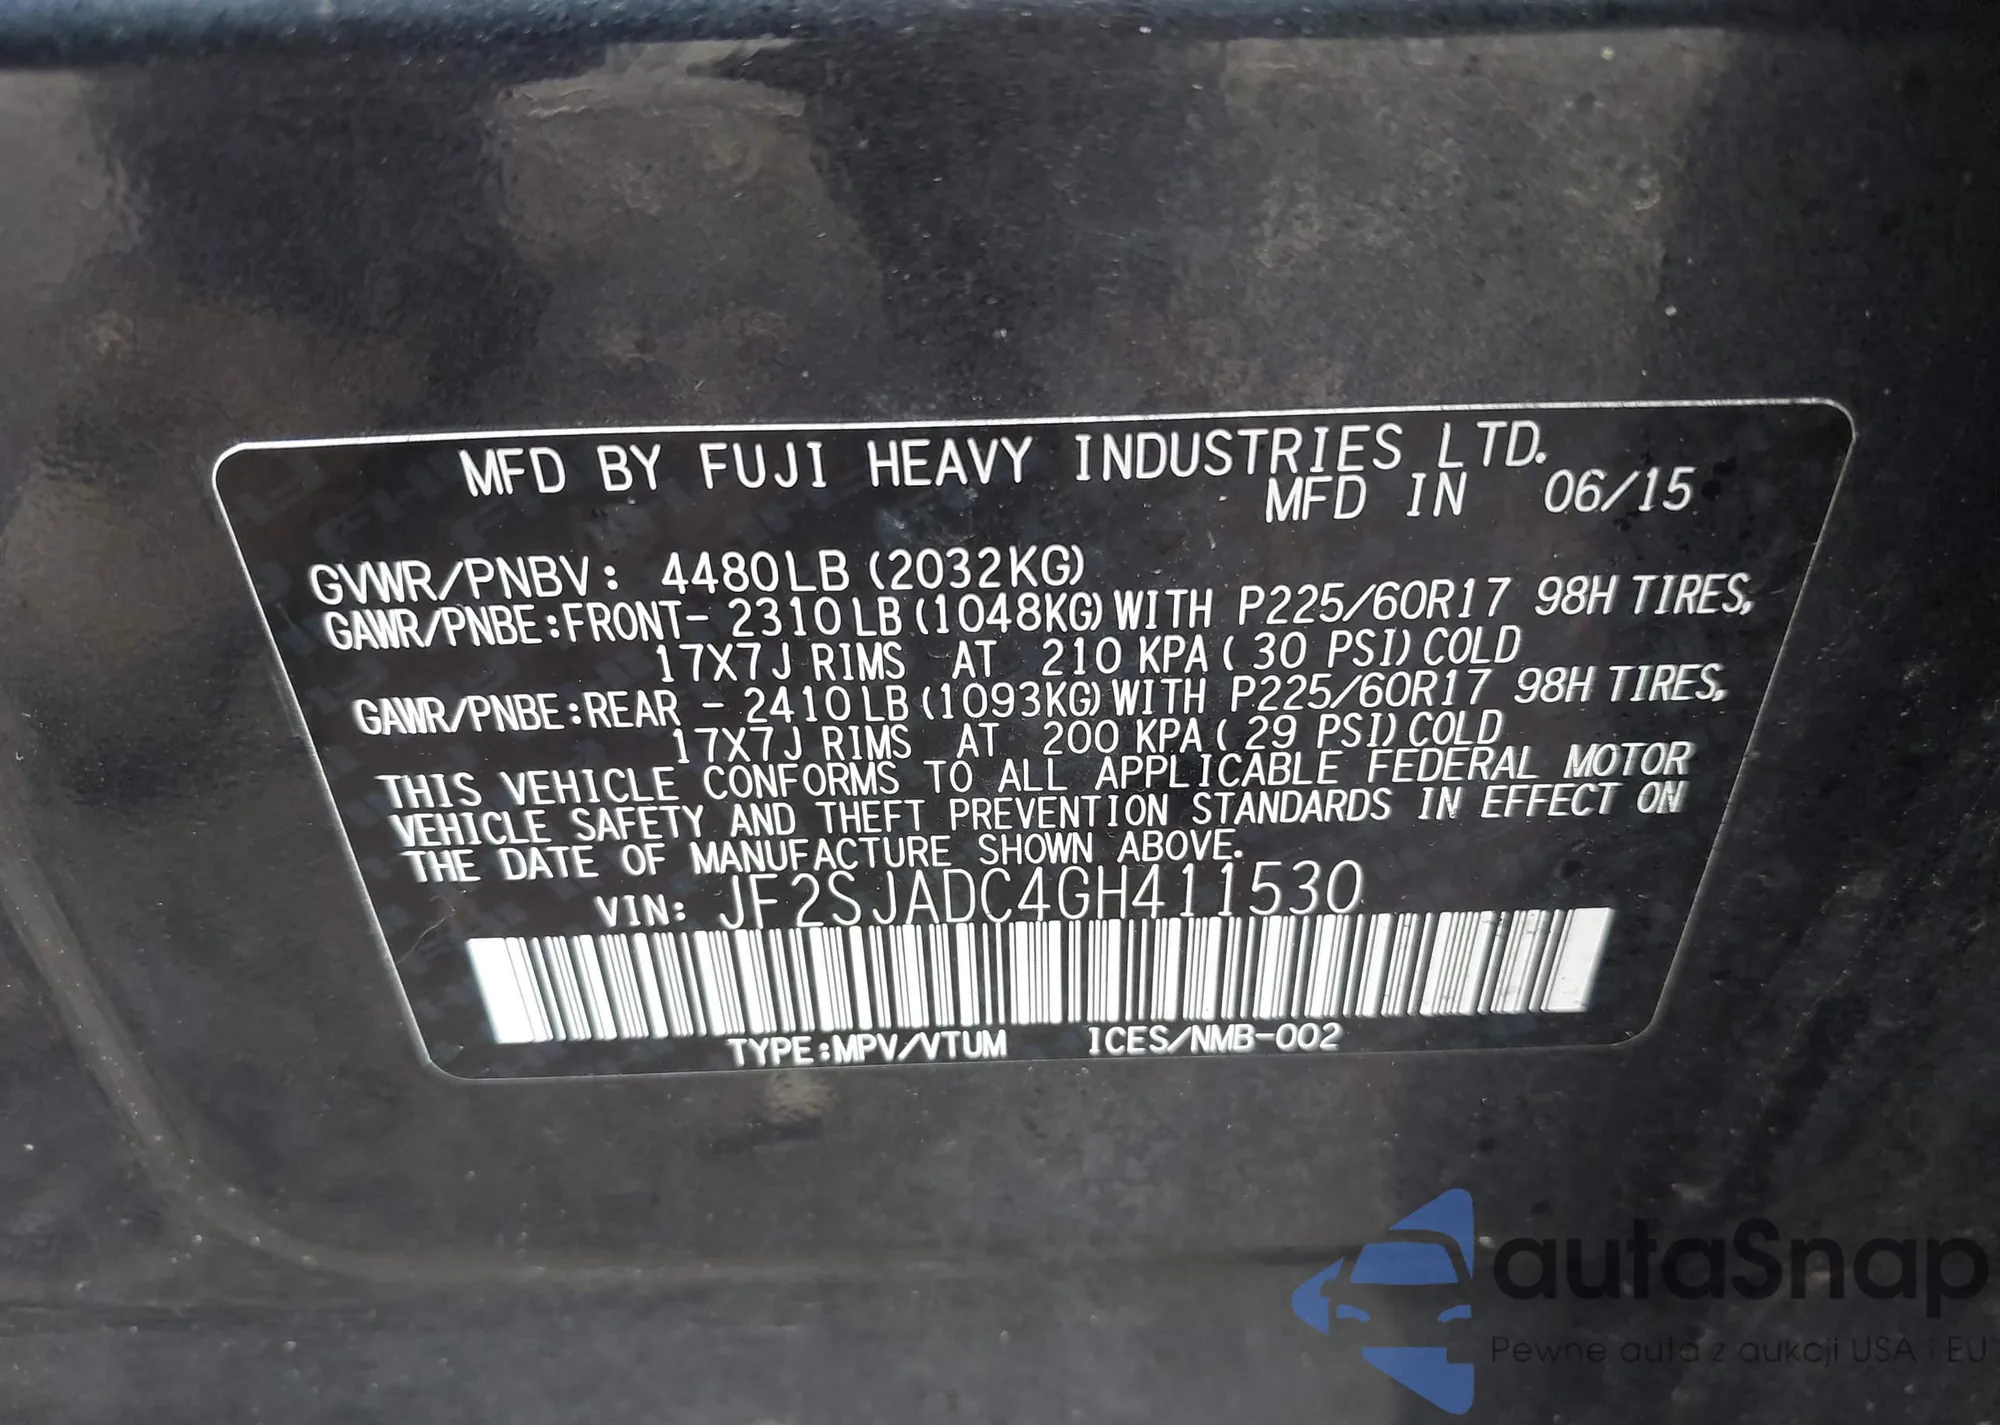 MFD BY FUJI HEAVY INDUSTRIES LTD.
MFD IN 06/15
GVWR/PNBV: 4480LB (2032KG)
GAWR/PNBE:FRONT- 2310LB(1048KG)WITH P225/60R17 98H TIRES,
17X7J RIMS AT 210 KPA( 30 PSI)COLD
GAWR/PNBE:REAR - 2410LB(1093KG)WITH P225/60R17 98H TIRES,
17X7J RIMS AT 200 KPA( 29 PSI)COLD
THIS VEHICLE CONFORMS TO ALL APPLICABLE FEDERAL MOTOR
VEHICLE SAFETY AND THEFT PREVENTION STANDARDS IN EFFECT ON
THE DATE OF MANUFACTURE SHOWN ABOVE.
VIN: JF2SJADC4GH411530
TYPE:MPV/VTUM ICES/NMB-002
autaSnap
Pewne auta z aukcji USA i EU